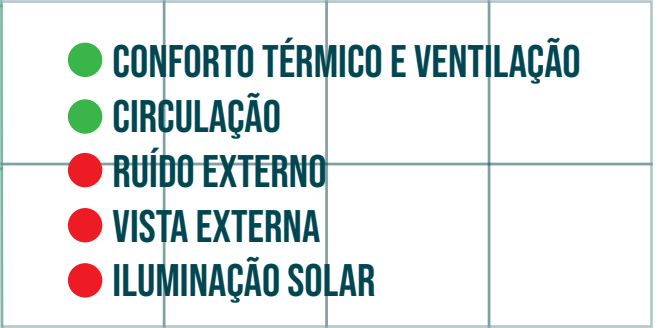 CONFORTO TÉRMICO E VENTILAÇÃO
CIRCULAÇÃO
RUÍDO EXTERNO
VISTA EXTERNA
ILUMINAÇÃO SOLAR